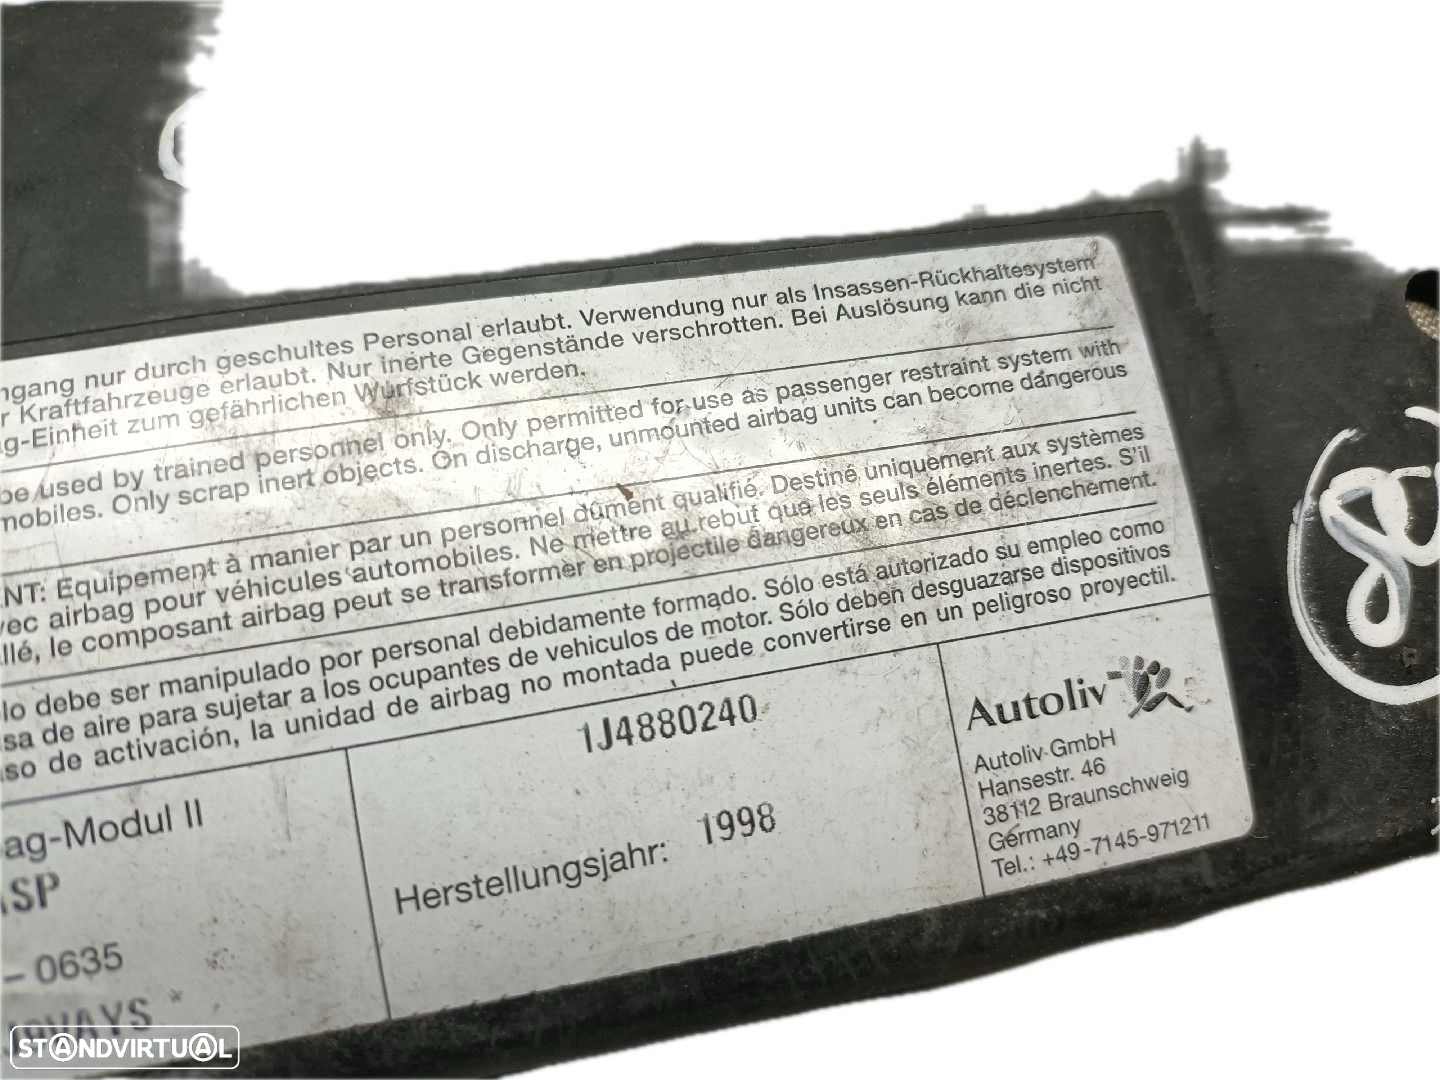 nur durch geschultes Personal erlaubt. Verwendung nur als Insassen-Rückhaltesystem
r Kraftfahrzeuge erlaubt. Nur inerte Gegenstände verschrotten. Bei Auslösung kann die nicht
g-Einheit zum gefährlichen Wurfstück werden.
be used by trained personnel only. Only permitted for use as passenger restraint system with
mobiles. Only scrap inert objects. On discharge, unmounted airbag units can become dangerous
NT: Equipement à manier par un personnel dûment qualifié. Destiné uniquement aux systèmes
vec airbag pour véhicules automobiles. Ne mettre au rebut que les seuls éléments inertes. S'il
llé, le composant airbag peut se transformer en projectile dangereux en cas de déclenchement.
lo debe ser manipulado por personal debidamente formado. Sólo está autorizado su empleo como
sa de aire para sujetar a los ocupantes de vehiculos de motor. Sólo deben desguazarse dispositivos
so de activación, la unidad de airbag no montada puede convertirse en un peligroso proyectil.
ag-Modul II
SP
– 0635
VAYS
1J4880240
Herstellungsjahr: 1998
Autoliv
Autoliv GmbH
Hansestr. 46
38112 Braunschweig
Germany
Tel.: +49-7145-971211
STANDVIRTUAL